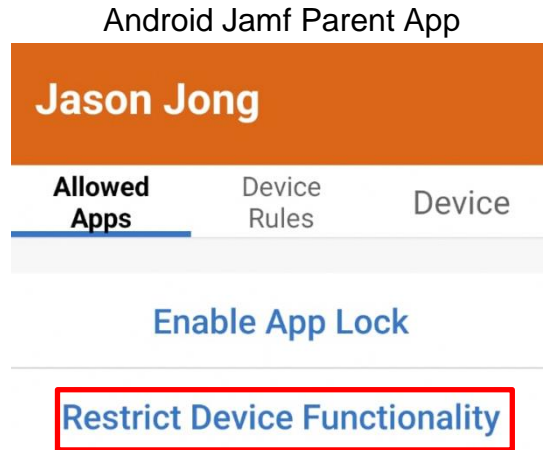 Android Jamf Parent App
Jason Jong
Allowed Apps
Device Rules
Device
Enable App Lock
Restrict Device Functionality